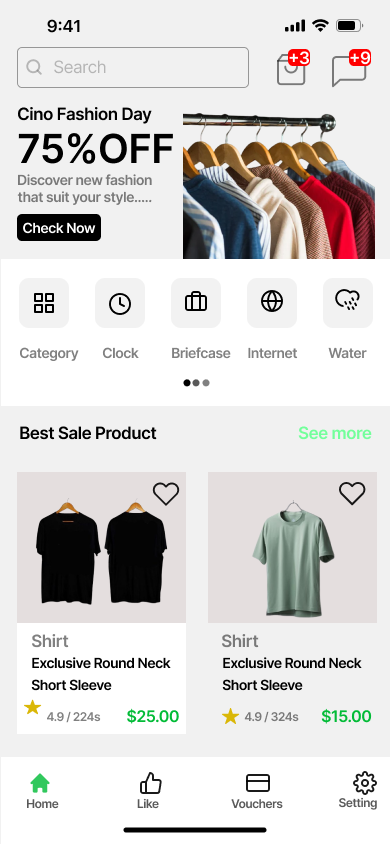 9:41
Search
+3
+9
Cino Fashion Day
75%OFF
Discover new fashion
that suit your style.....
Check Now
Category
Clock
Briefcase
Internet
Water
Best Sale Product
See more
Shirt
Exclusive Round Neck
Short Sleeve
4.9 / 224s
$25.00
Shirt
Exclusive Round Neck
Short Sleeve
4.9 / 324s
$15.00
Home
Like
Vouchers
Setting